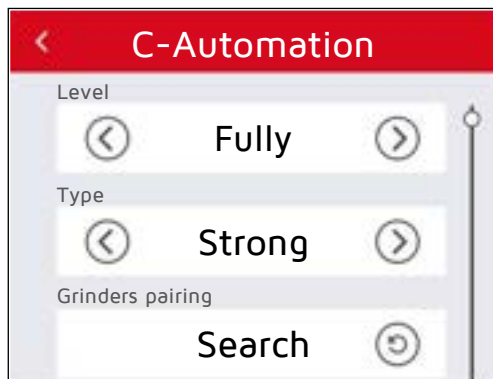 C-Automation
Level
Fully
Type
Strong
Grinders pairing
Search